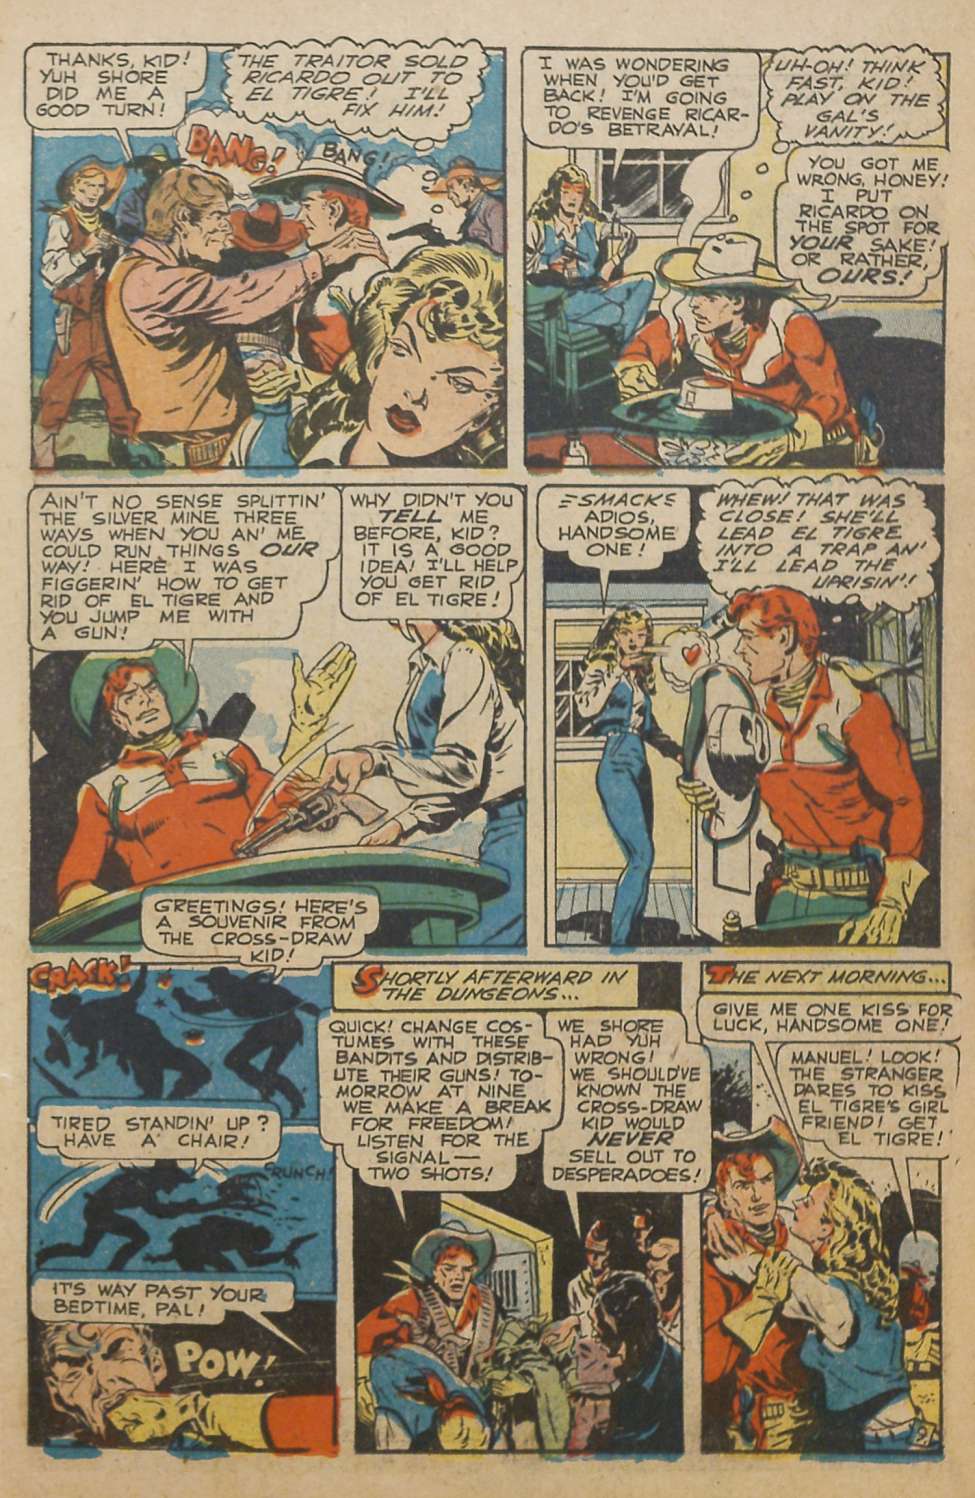 THANKS, KID!
YUH SHORE
DID ME A
GOOD TURN!
THE TRAITOR SOLD
RICARDO OUT TO
EL TIGRE! I'LL
FIX HIM!
BANG!
BANG!
I WAS WONDERING
WHEN YOU'D GET
BACK! I'M GOING
TO REVENGE RICAR-
DO'S BETRAYAL!
UH-OH! THINK
FAST, KID!
PLAY ON THE
GAL'S
VANITY!
YOU GOT ME
WRONG, HONEY!
I PUT
RICARDO ON
THE SPOT FOR
YOUR SAKE!
OR RATHER,
OURS!
AIN'T NO SENSE SPLITTIN'
THE SILVER MINE THREE
WAYS WHEN YOU AN' ME
COULD RUN THINGS OUR
WAY! HERE I WAS
FIGGERIN' HOW TO GET
RID OF EL TIGRE AND
YOU JUMP ME WITH
A GUN!
WHY DIDN'T YOU
TELL ME
BEFORE, KID?
IT IS A GOOD
IDEA! I'LL HELP
YOU GET RID
OF EL TIGRE!
SMACK
ADIOS,
HANDSOME
ONE!
WHEW! THAT WAS
CLOSE! SHE'LL
LEAD EL TIGRE
INTO A TRAP AN'
I'LL LEAD THE
UPRISIN'!
GREETINGS! HERE'S
A SOUVENIR FROM
THE CROSS-DRAW
KID!
CRACK!
TIRED STANDIN' UP?
HAVE A CHAIR!
CRUNCH!
IT'S WAY PAST YOUR
BEDTIME, PAL!
POW!
SHORTLY AFTERWARD IN
THE DUNGEONS...
QUICK! CHANGE COS-
TUMES WITH THESE
BANDITS AND DISTRIB-
UTE THEIR GUNS! TO-
MORROW AT NINE
WE MAKE A BREAK
FOR FREEDOM!
LISTEN FOR THE
SIGNAL—
TWO SHOTS!
WE SHORE
HAD YUH
WRONG!
WE SHOULD'VE
KNOWN THE
CROSS-DRAW
KID WOULD
NEVER
SELL OUT TO
DESPERADOES!
THE NEXT MORNING...
GIVE ME ONE KISS FOR
LUCK, HANDSOME ONE!
MANUEL! LOOK!
THE STRANGER
DARES TO KISS
EL TIGRE'S GIRL
FRIEND! GET
EL TIGRE!
9